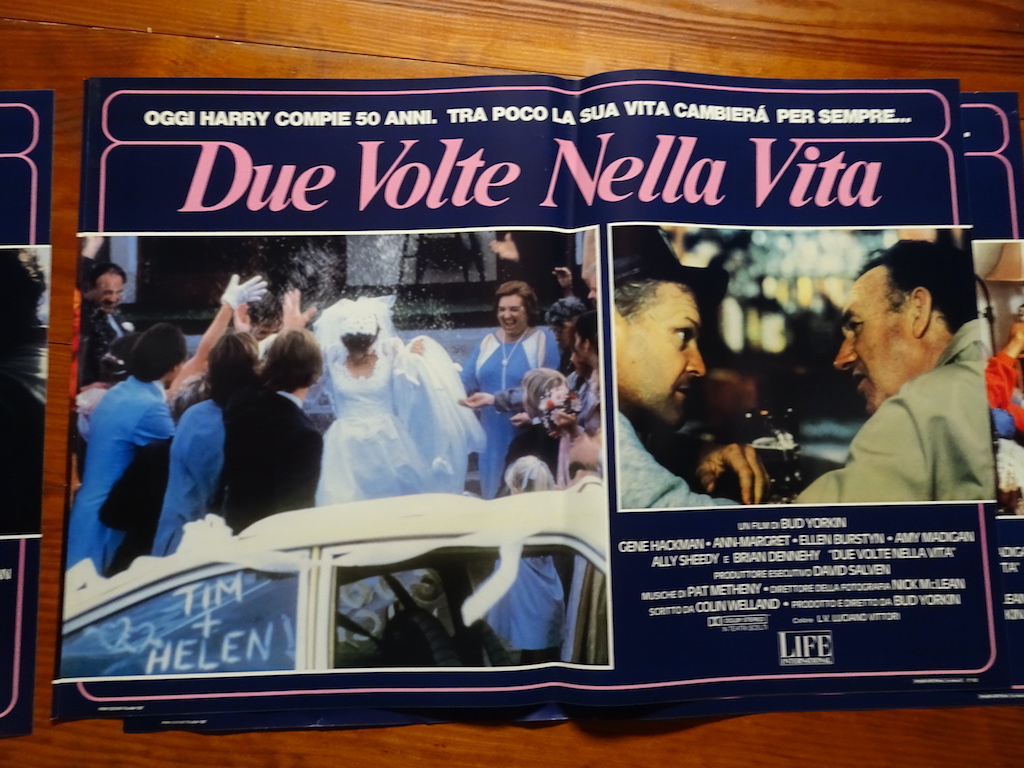 OGGI HARRY COMPIE 50 ANNI. TRA POCO LA SUA VITA CAMBIERÁ PER SEMPRE...
Due Volte Nella Vita
TIM
+
HELEN
UN FILM DI BUD YORKIN
GENE HACKMAN • ANN-MARGRET • ELLEN BURSTYN • AMY MADIGAN
ALLY SHEEDY E BRIAN DENNEHY "DUE VOLTE NELLA VITA"
PRODUTTORE ESECUTIVO DAVID SALVEN
MUSICHE DI PAT METHENY • DIRETTORE DELLA FOTOGRAFIA NICK McLEAN
SCRITTO DA COLIN WELLAND • PRODOTTO E DIRETTO DA BUD YORKIN
DOLBY STEREO
Colore L.V. LUCIANO VITTORI
LIFE
INTERNATIONAL